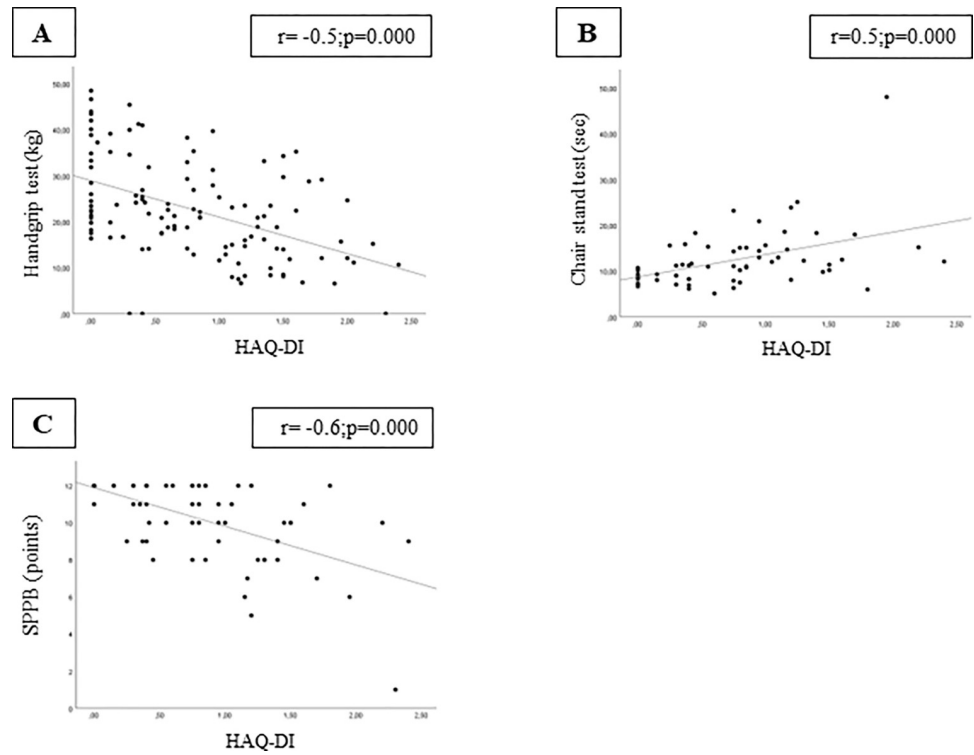 A
r= -0.5;p=0.000
Handgrip test (kg)
50,00
40,00
30,00
20,00
10,00
,00
,00 ,50 1,00 1,50 2,00 2,50
HAQ-DI
B
r=0.5;p=0.000
Chair stand test (sec)
50,00
40,00
30,00
20,00
10,00
,00
,00 ,50 1,00 1,50 2,00 2,50
HAQ-DI
C
r= -0.6;p=0.000
SPPB (points)
12
10
8
6
4
2
0
,00 ,50 1,00 1,50 2,00 2,50
HAQ-DI